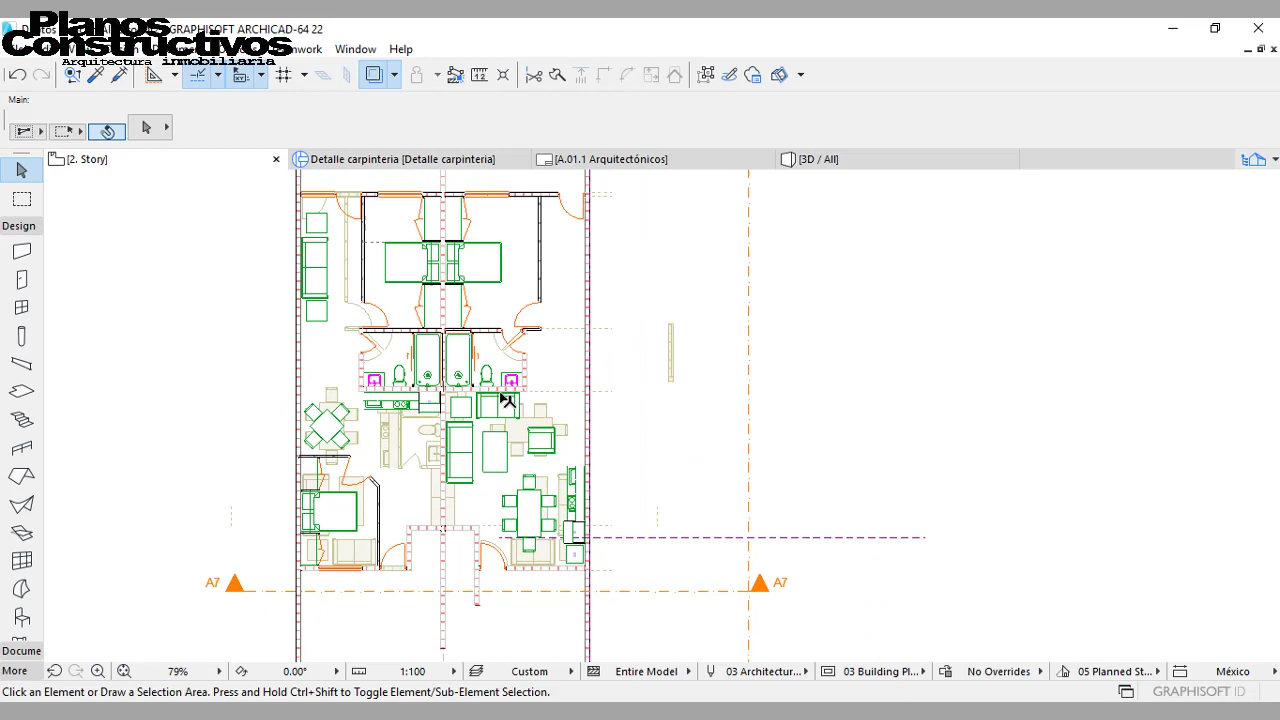 Planos
Constructivos
Arquitectura inmobiliaria
GRAPHISOFT ARCHICAD-64 22
Window Help
Main:
[2. Story]
Detalle carpinteria [Detalle carpinteria]
[A.01.1 Arquitectónicos]
[3D / All]
Design
A7
A7
Docume
More
79%
0.00°
1:100
Custom
Entire Model
03 Architectur...
03 Building Pl...
No Overrides
05 Planned St...
México
Click an Element or Draw a Selection Area. Press and Hold Ctrl+Shift to Toggle Element/Sub-Element Selection.
GRAPHISOFT ID